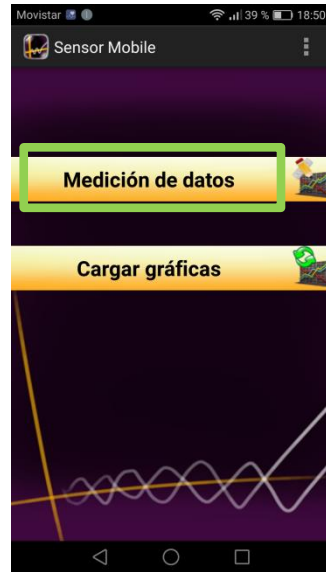 Movistar 39 % 18:50
Sensor Mobile
Medición de datos
Cargar gráficas